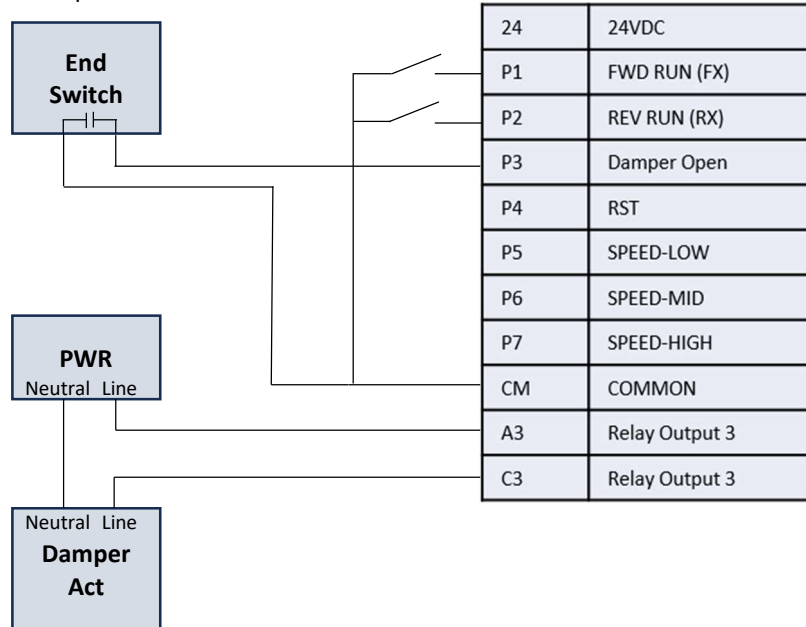 End
Switch
24 24VDC
P1 FWD RUN (FX)
P2 REV RUN (RX)
P3 Damper Open
P4 RST
P5 SPEED-LOW
P6 SPEED-MID
P7 SPEED-HIGH
CM COMMON
A3 Relay Output 3
C3 Relay Output 3
PWR
Neutral Line
Neutral Line
Damper
Act